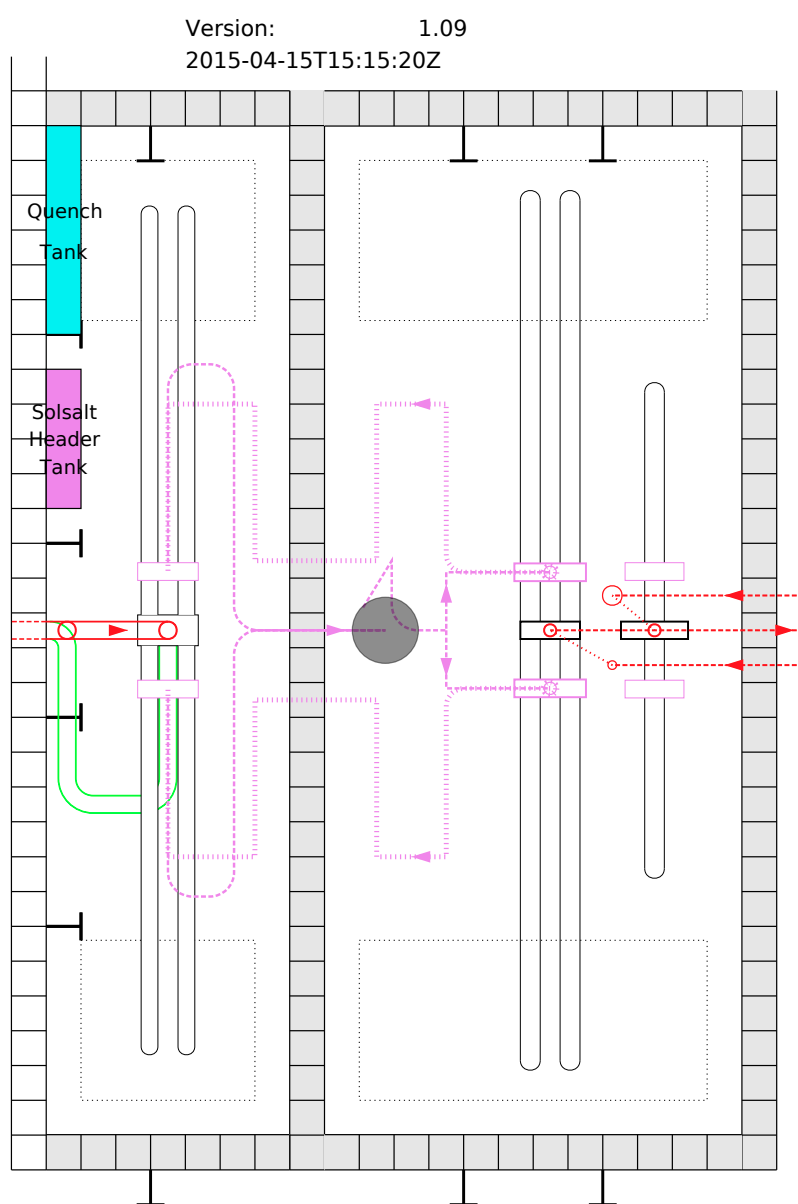 Version: 1.09
2015-04-15T15:15:20Z
Quench
Tank
Solsalt
Header
Tank